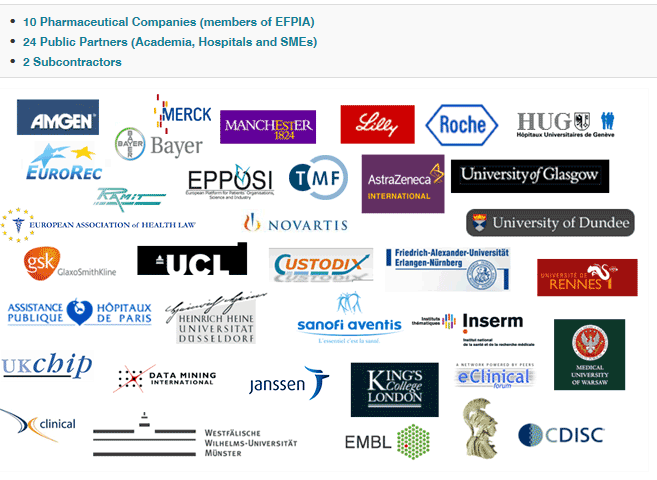 10 Pharmaceutical Companies (members of EFPIA)
24 Public Partners (Academia, Hospitals and SMEs)
2 Subcontractors
AMGEN
MERCK
BAYER
BAYER
Bayer
MANCHESTER
1824
Lilly
Roche
HUG
Hôpitaux Universitaires de Genève
EUROREC
RAMIT
EPPOSI
European Platform for Patients' Organisations,
Science and Industry
TMF
AstraZeneca
INTERNATIONAL
University of Glasgow
EUROPEAN ASSOCIATION of HEALTH LAW
NOVARTIS
University of Dundee
gsk
GlaxoSmithKline
UCL
CUSTODIX
Friedrich-Alexander-Universität
Erlangen-Nürnberg
UNIVERSITÉ DE
RENNES 1
ASSISTANCE
PUBLIQUE
HÔPITAUX
DE PARIS
Heinrich Heine
HEINRICH HEINE
UNIVERSITÄT
DÜSSELDORF
sanofi aventis
L'essentiel c'est la santé.
Instituts
thématiques
Inserm
Institut national
de la santé et de la recherche médicale
MEDICAL
UNIVERSITY
OF WARSAW
UKchip
DATA MINING
INTERNATIONAL
janssen
KING'S
College
LONDON
A NETWORK POWERED BY PEERS
eClinical
forum
clinical
WESTFÄLISCHE
WILHELMS-UNIVERSITÄT
MÜNSTER
EMBL
CDISC